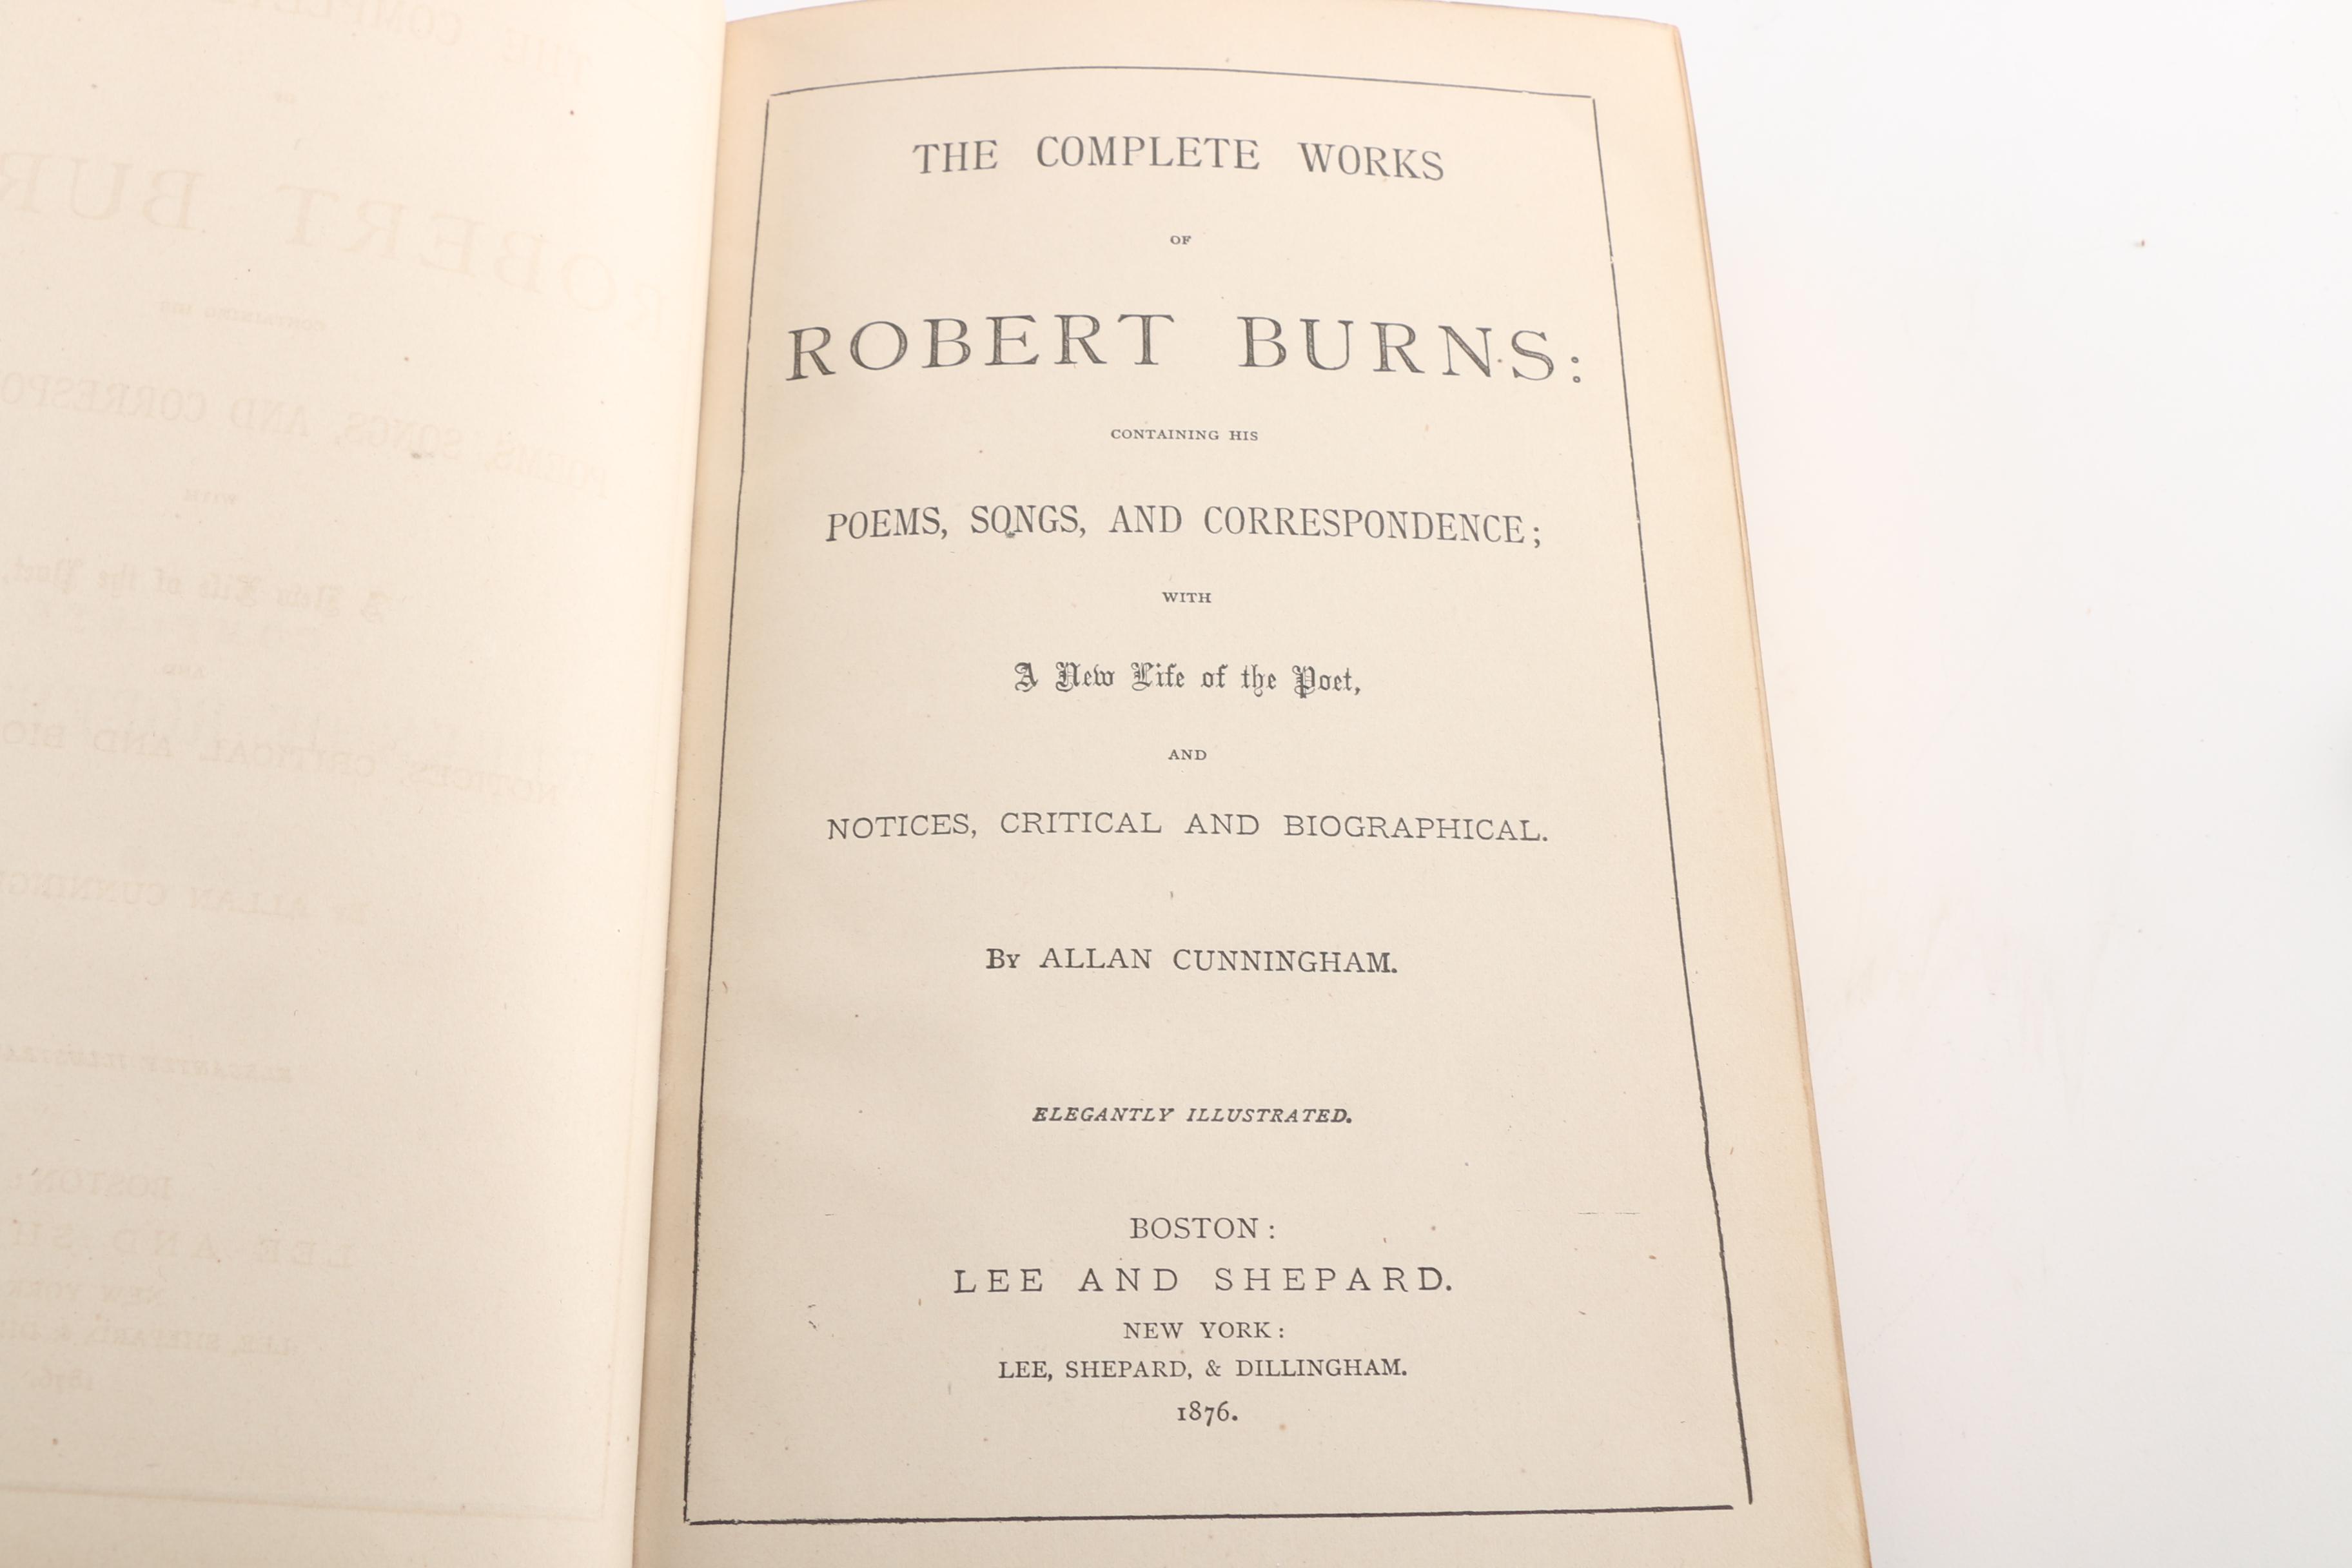 THE COMPLETE WORKS
OF
ROBERT BURNS:
CONTAINING HIS
POEMS, SONGS, AND CORRESPONDENCE;
WITH
A New Life of the Poet,
AND
NOTICES, CRITICAL AND BIOGRAPHICAL.
By ALLAN CUNNINGHAM.
ELEGANTLY ILLUSTRATED.
BOSTON:
LEE AND SHEPARD.
NEW YORK:
LEE, SHEPARD, & DILLINGHAM.
1876.